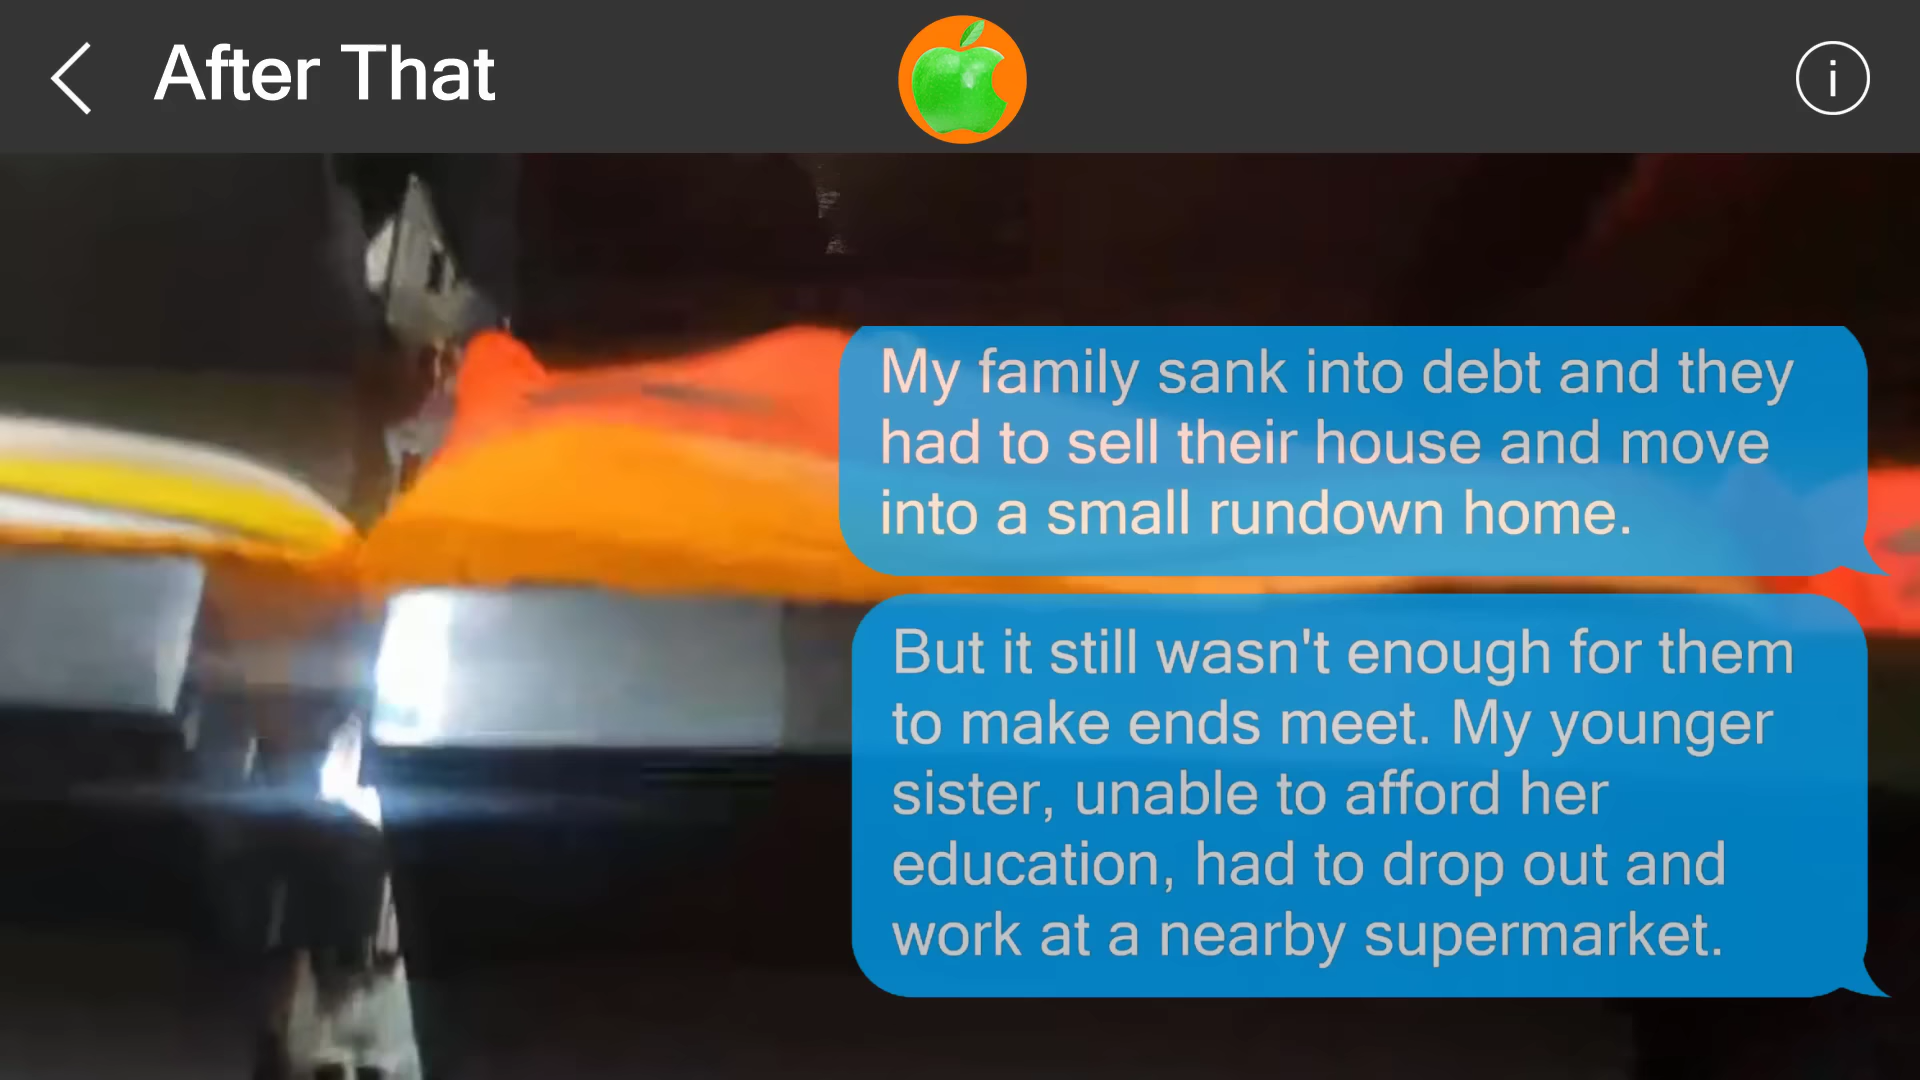 After That
i
My family sank into debt and they
had to sell their house and move
into a small rundown home.
But it still wasn't enough for them
to make ends meet. My younger
sister, unable to afford her
education, had to drop out and
work at a nearby supermarket.